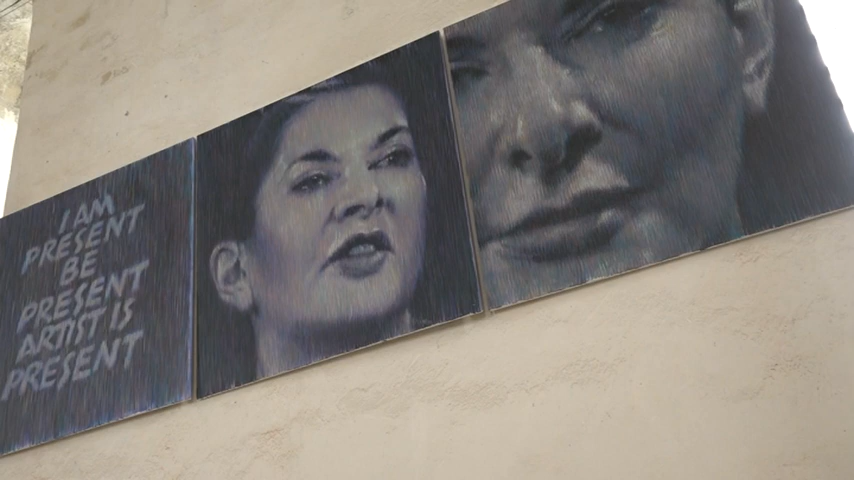 I AM
PRESENT
BE
PRESENT
ARTIST IS
PRESENT